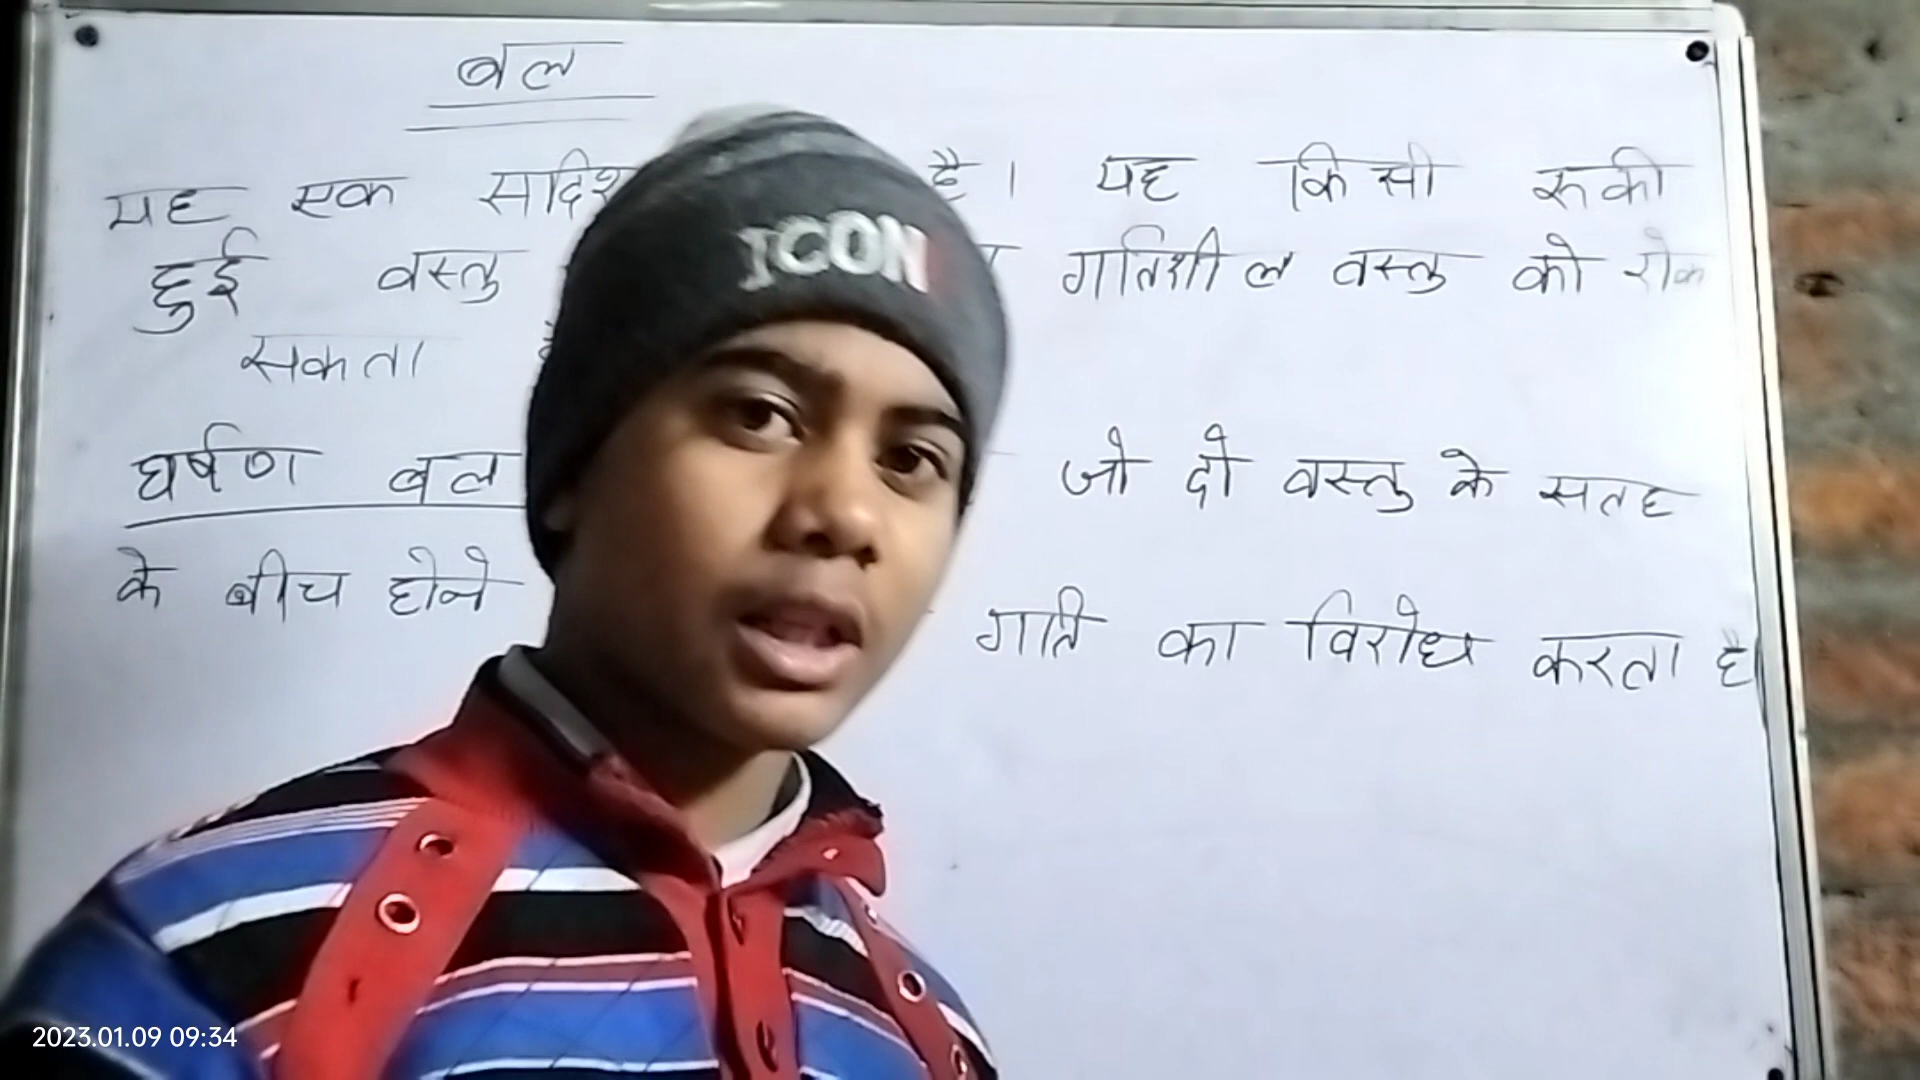 बल
यह एक सदिश है। यह किसी रुकी
हुई वस्तु गतिशील वस्तु को रोक
सकता
घर्षण बल जो दो वस्तु के सतह
के बीच होने गति का विरोध करता है।
ICON
2023.01.09 09:34